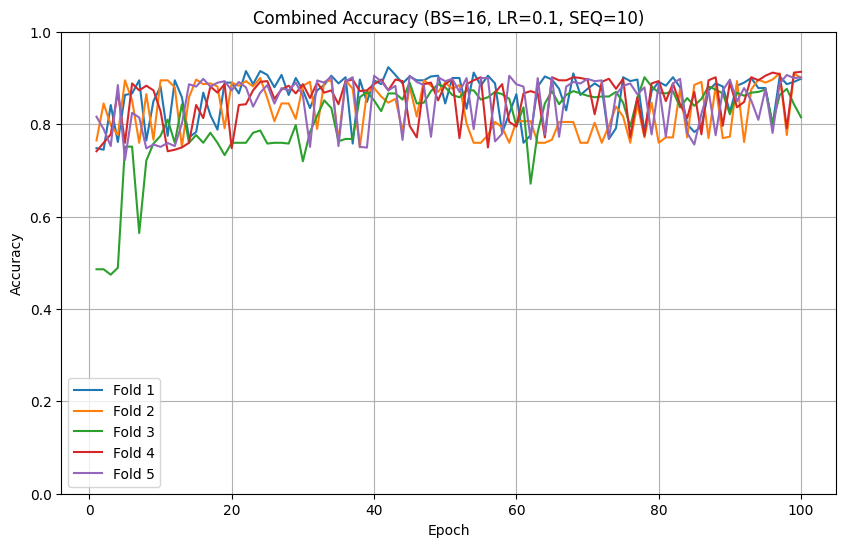 Combined Accuracy (BS=16, LR=0.1, SEQ=10)
1.0
0.8
0.6
0.4
0.2
0.0
Accuracy
Fold 1
Fold 2
Fold 3
Fold 4
Fold 5
0 20 40 60 80 100
Epoch